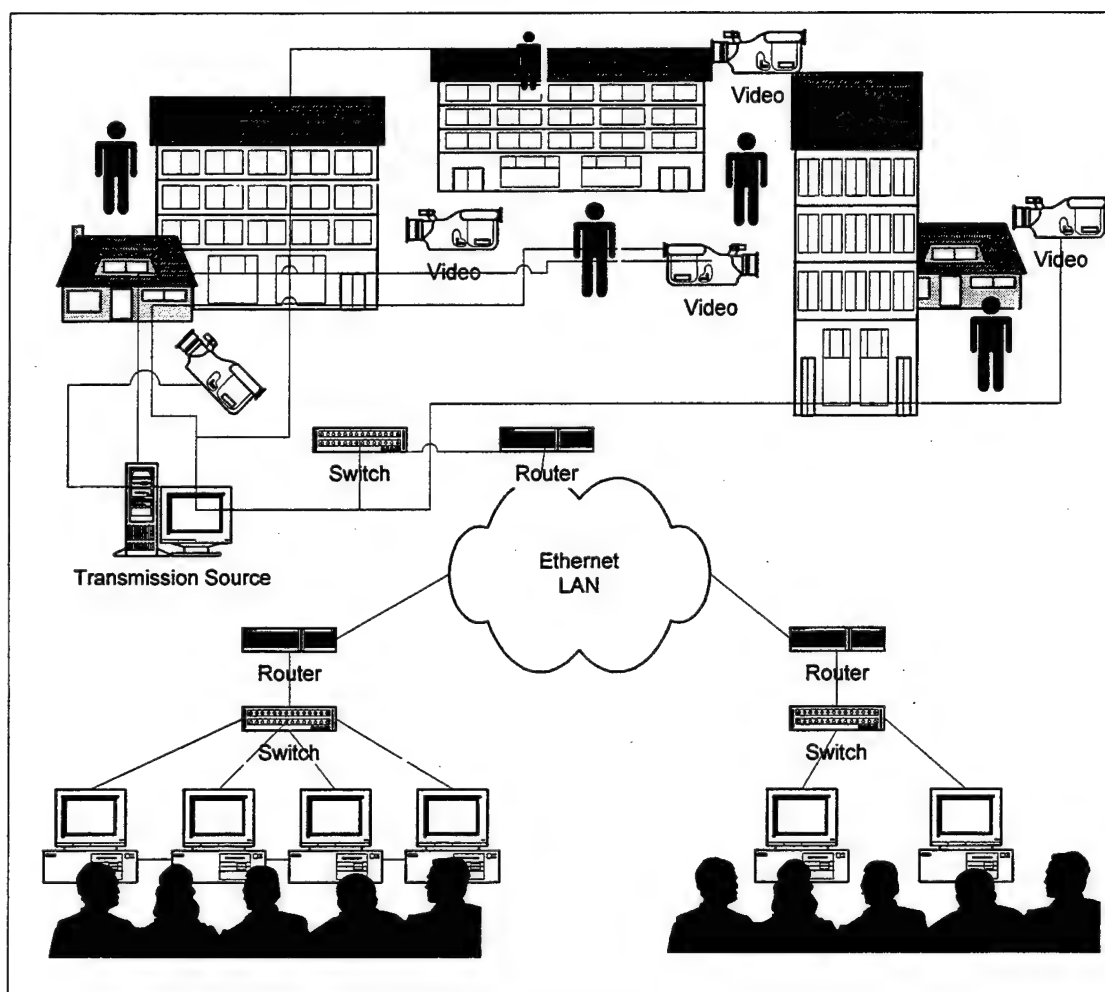 Video
Video
Video
Video
Switch
Router
Transmission Source
Ethernet
LAN
Router
Router
Switch
Switch